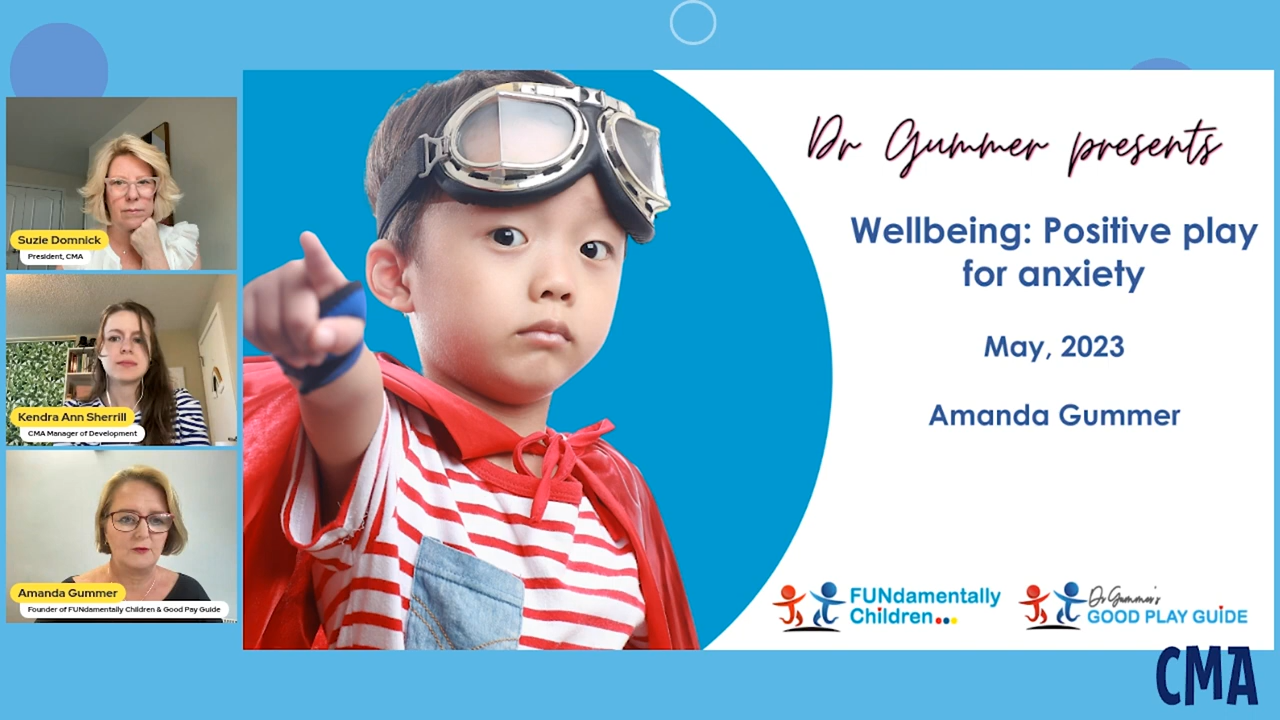 Suzie Domnick
President, CMA
Kendra Ann Sherrill
CMA Manager of Development
Amanda Gummer
Founder of FUNdamentally Children & Good Pay Guide
Dr Gummer presents
Wellbeing: Positive play
for anxiety
May, 2023
Amanda Gummer
FUNdamentally
Children...
Dr Gummer's
GOOD PLAY GUIDE
CMA